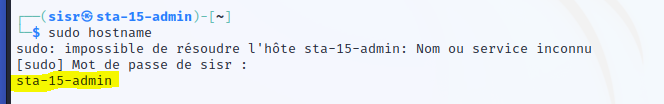 ┌──(sisr㉿sta-15-admin)-[~]
└─$ sudo hostname
sudo: impossible de résoudre l'hôte sta-15-admin: Nom ou service inconnu
[sudo] Mot de passe de sisr :
sta-15-admin